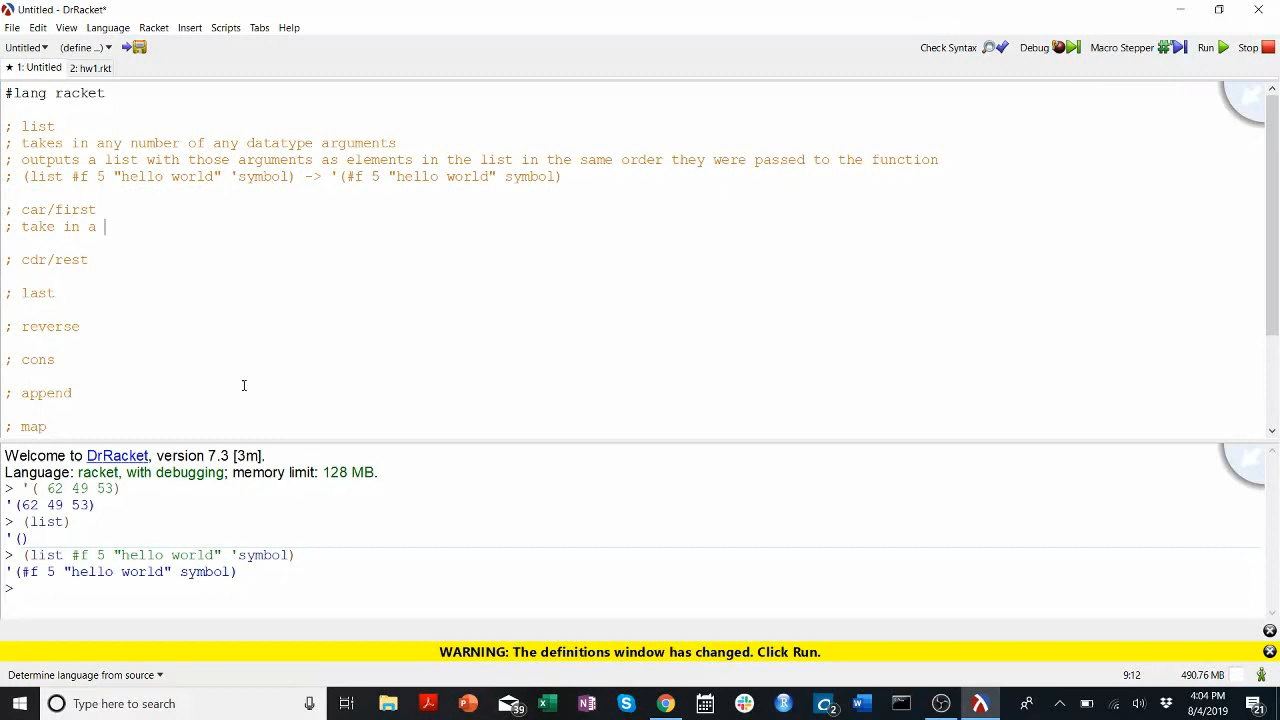 Untitled - DrRacket*
File Edit View Language Racket Insert Scripts Tabs Help
Untitled (define ...) Check Syntax Debug Macro Stepper Run Stop
★ 1: Untitled 2: hw1.rkt
#lang racket
; list
; takes in any number of any datatype arguments
; outputs a list with those arguments as elements in the list in the same order they were passed to the function
; (list #f 5 "hello world" 'symbol) -> '(#f 5 "hello world" symbol)
; car/first
; take in a
; cdr/rest
; last
; reverse
; cons
; append
; map
Welcome to DrRacket, version 7.3 [3m].
Language: racket, with debugging; memory limit: 128 MB.
> '( 62 49 53)
'(62 49 53)
> (list)
'()
> (list #f 5 "hello world" 'symbol)
'(#f 5 "hello world" symbol)
>
WARNING: The definitions window has changed. Click Run.
Determine language from source 9:12 490.76 MB
Type here to search 39 2 4:04 PM
8/4/2019 21